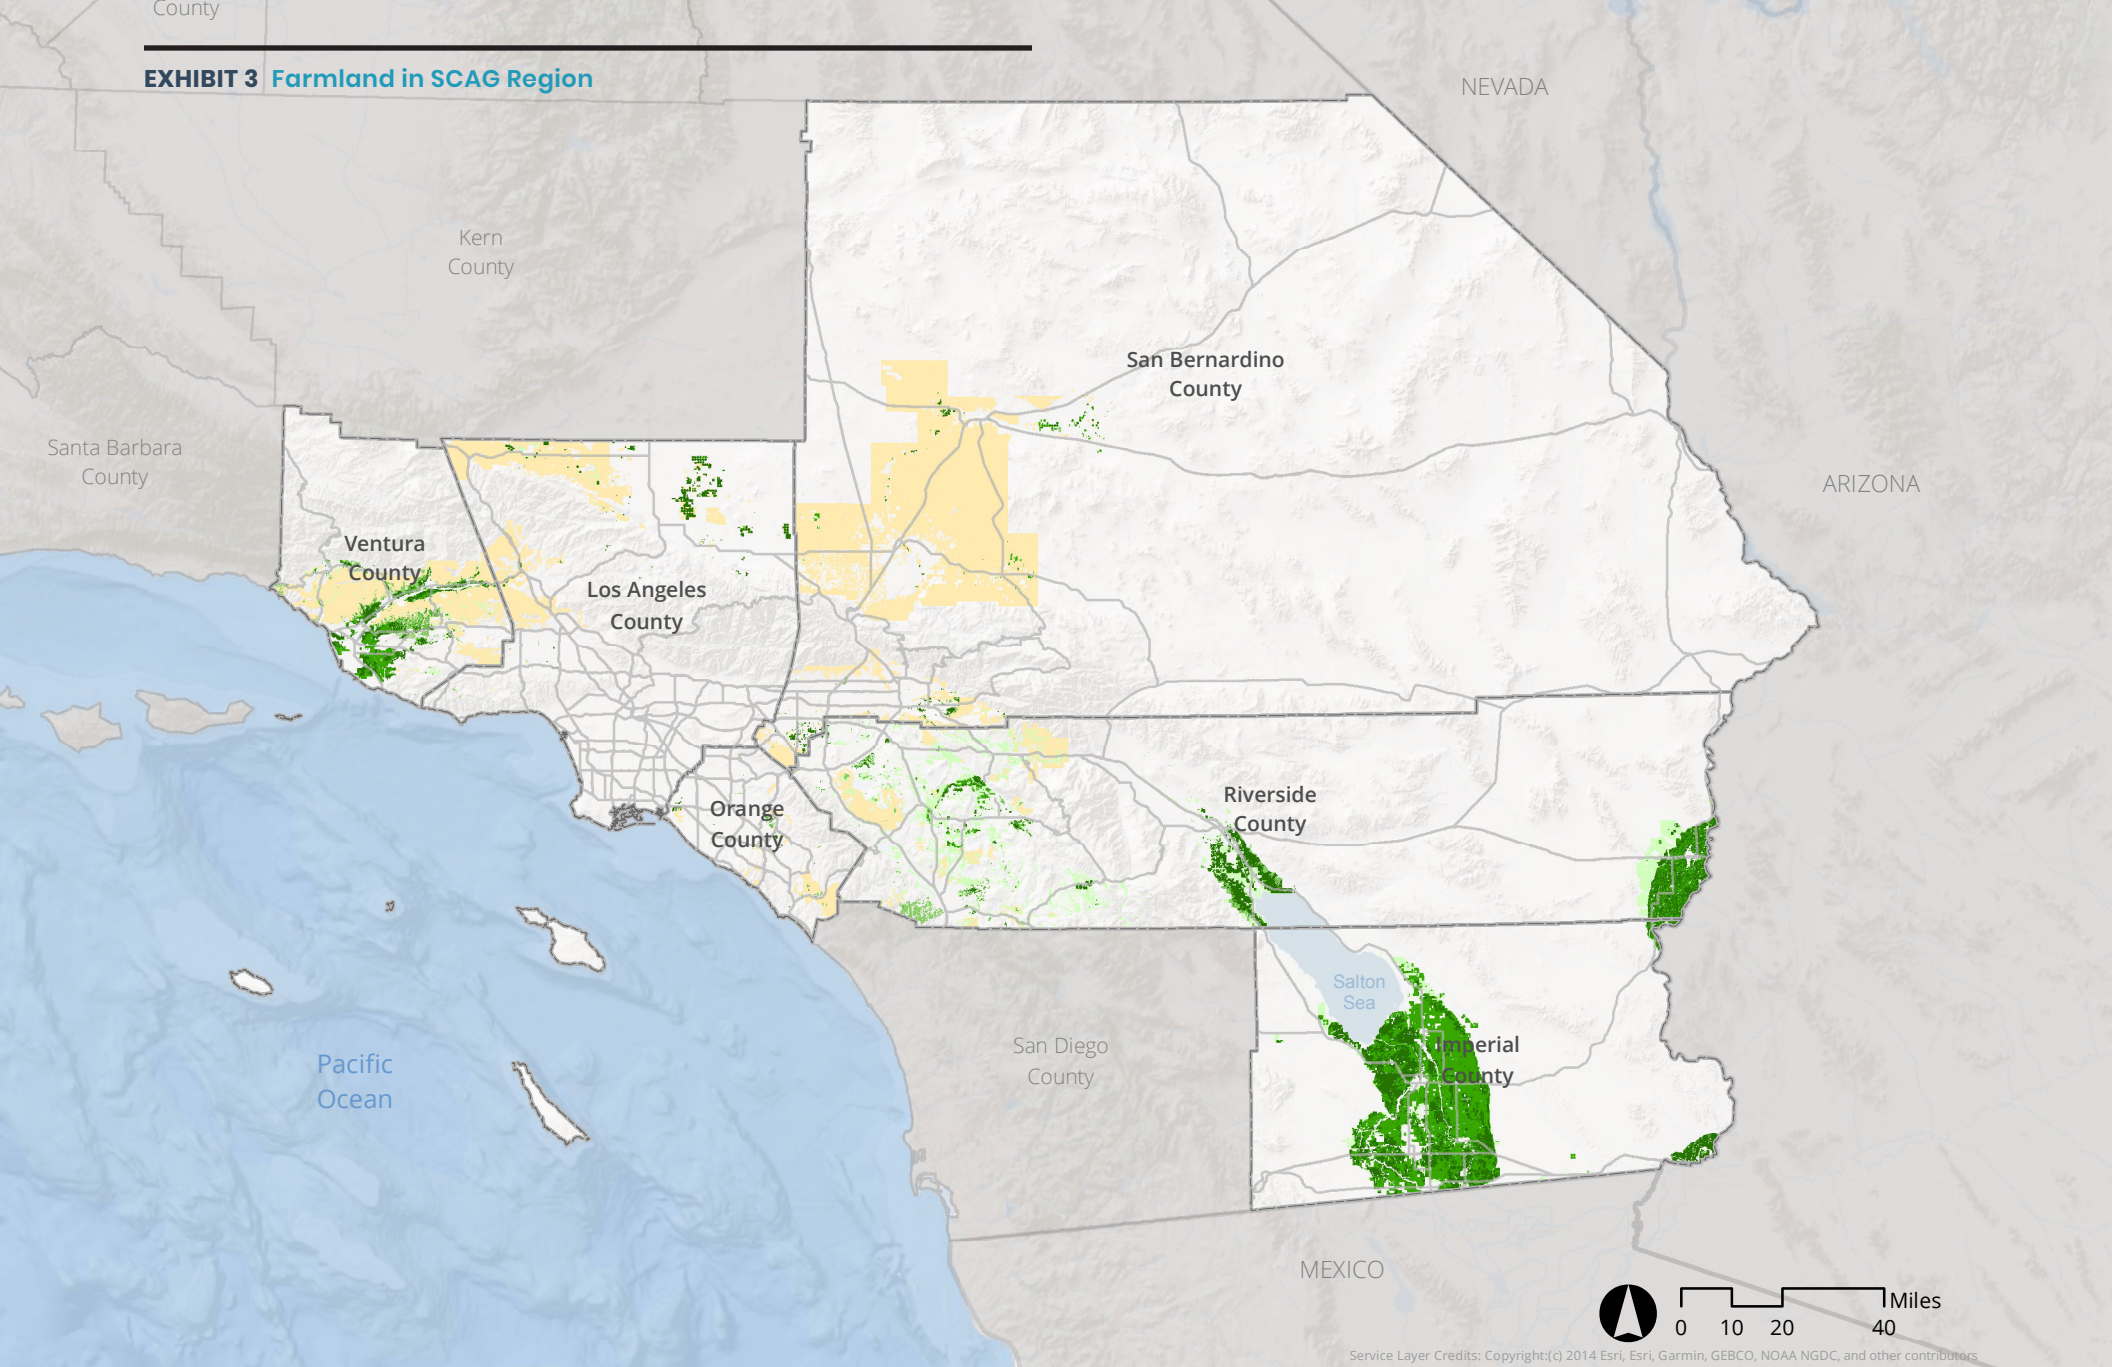 County
EXHIBIT 3 Farmland in SCAG Region
NEVADA
Kern
County
San Bernardino
County
Santa Barbara
County
ARIZONA
Ventura
County
Los Angeles
County
Orange
County
Riverside
County
Salton
Sea
Imperial
County
San Diego
County
Pacific
Ocean
MEXICO
Miles
0 10 20 40
Service Layer Credits: Copyright:(c) 2014 Esri, Esri, Garmin, GEBCO, NOAA NGDC, and other contributors